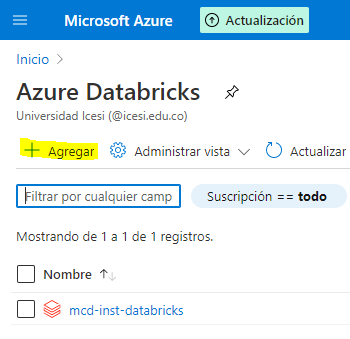 Microsoft Azure
Actualización
Inicio
Azure Databricks
Universidad Icesi (@icesi.edu.co)
Agregar Administrar vista Actualizar
Filtrar por cualquier camp Suscripción == todo
Mostrando de 1 a 1 de 1 registros.
Nombre
mcd-inst-databricks